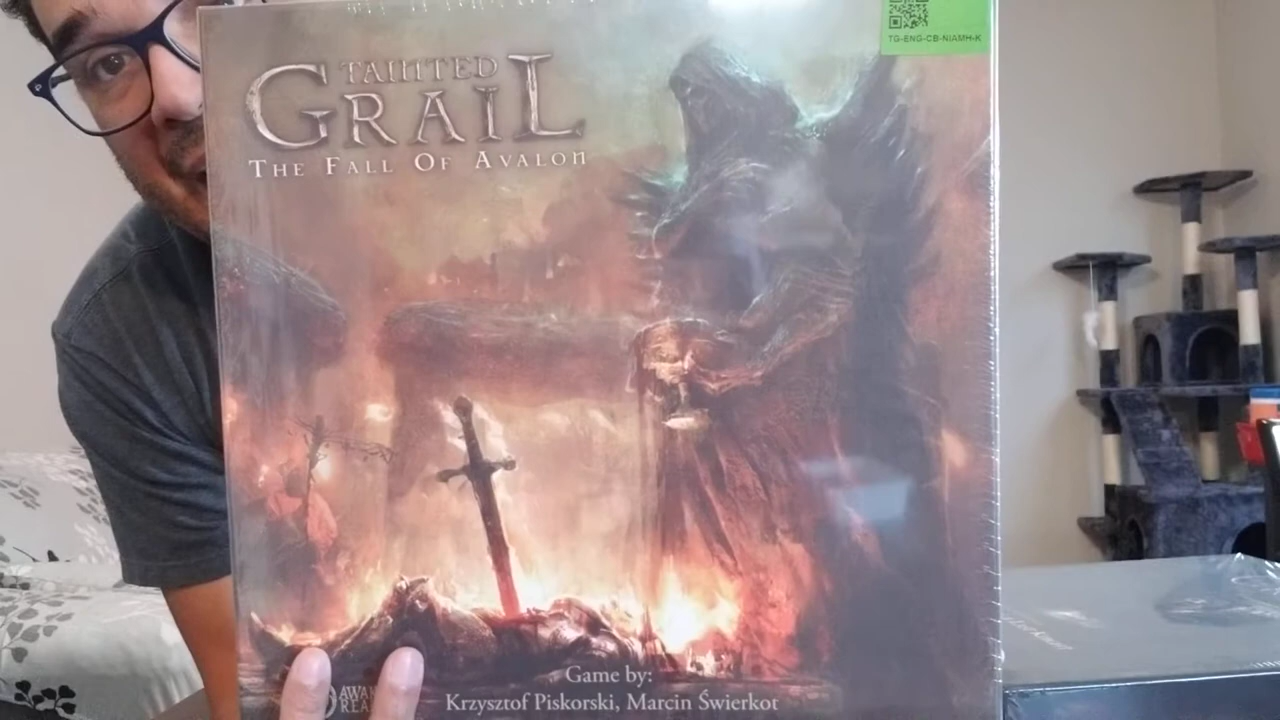 TG-ENG-CB-NIAMH-K
TAINTED
GRAIL
THE FALL OF AVALON
Game by:
Krzysztof Piskorski, Marcin Świerkot